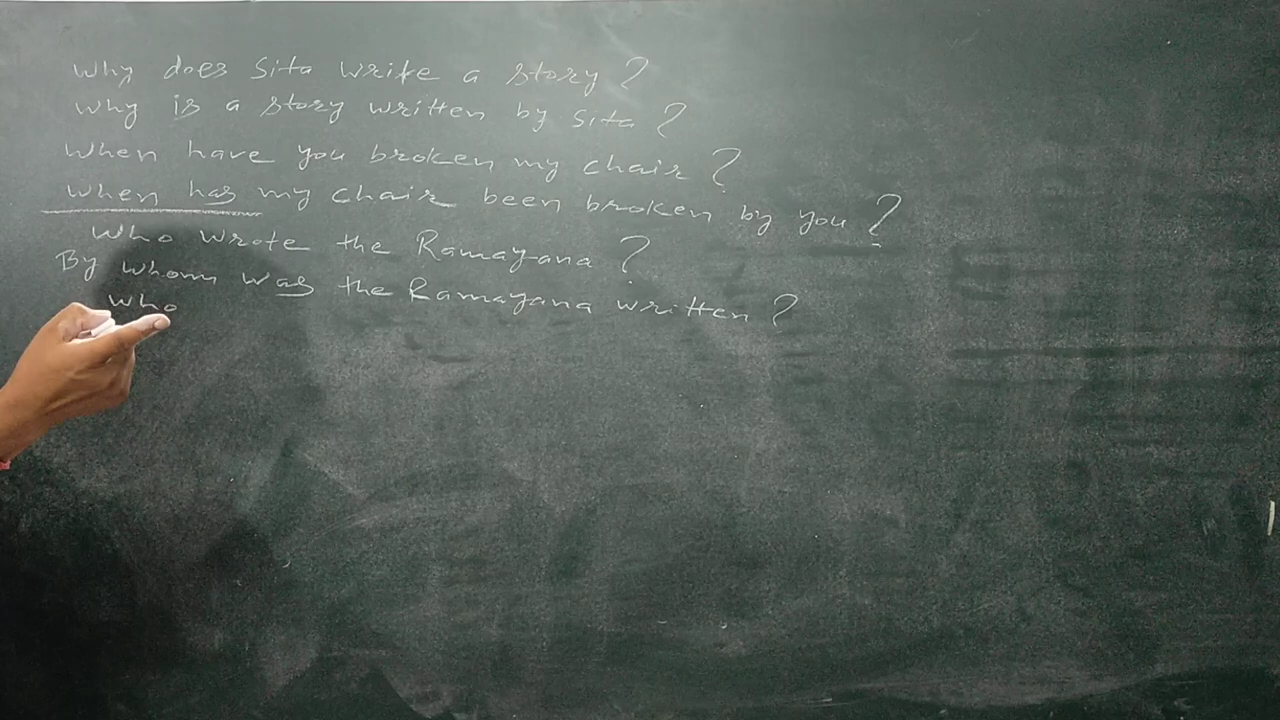 Why does Sita write a story?
Why is a story written by Sita?
When have you broken my chair?
When has my chair been broken by you?
Who wrote the Ramayana?
By whom was the Ramayana written?
Who